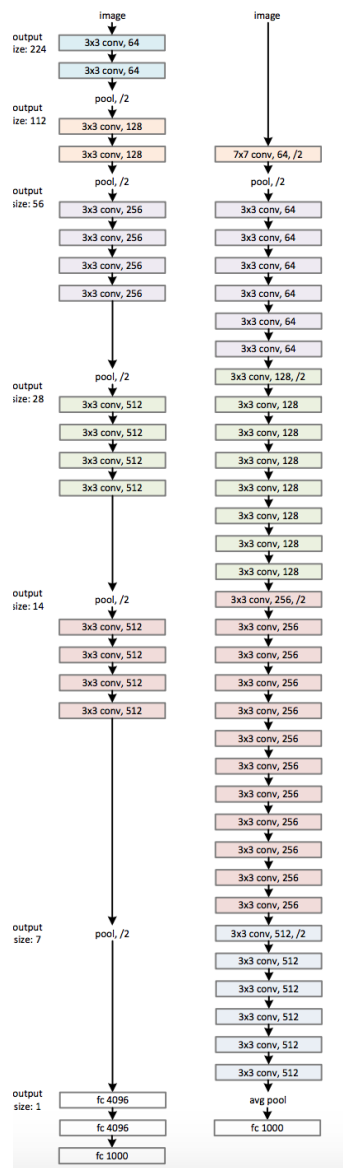 image
output
size: 224
3x3 conv, 64
3x3 conv, 64
pool, /2
output
size: 112
3x3 conv, 128
3x3 conv, 128
pool, /2
output
size: 56
3x3 conv, 256
3x3 conv, 256
3x3 conv, 256
3x3 conv, 256
pool, /2
output
size: 28
3x3 conv, 512
3x3 conv, 512
3x3 conv, 512
3x3 conv, 512
pool, /2
output
size: 14
3x3 conv, 512
3x3 conv, 512
3x3 conv, 512
3x3 conv, 512
output
size: 7
pool, /2
output
size: 1
fc 4096
fc 4096
fc 1000
image
7x7 conv, 64, /2
pool, /2
3x3 conv, 64
3x3 conv, 64
3x3 conv, 64
3x3 conv, 64
3x3 conv, 64
3x3 conv, 64
3x3 conv, 128, /2
3x3 conv, 128
3x3 conv, 128
3x3 conv, 128
3x3 conv, 128
3x3 conv, 128
3x3 conv, 128
3x3 conv, 128
3x3 conv, 256, /2
3x3 conv, 256
3x3 conv, 256
3x3 conv, 256
3x3 conv, 256
3x3 conv, 256
3x3 conv, 256
3x3 conv, 256
3x3 conv, 256
3x3 conv, 256
3x3 conv, 256
3x3 conv, 256
3x3 conv, 512, /2
3x3 conv, 512
3x3 conv, 512
3x3 conv, 512
3x3 conv, 512
3x3 conv, 512
avg pool
fc 1000